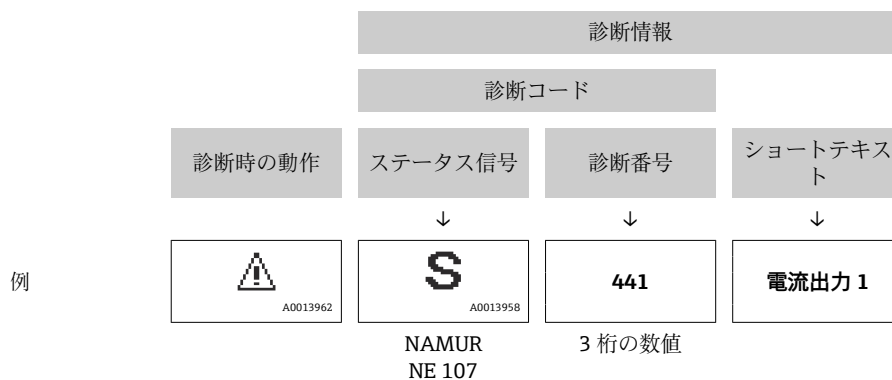 診断情報
診断コード
診断時の動作
ステータス信号
診断番号
ショートテキス
ト
↓
↓
↓
例
A0013962
S
A0013958
441
電流出力 1
NAMUR
NE 107
3 桁の数値